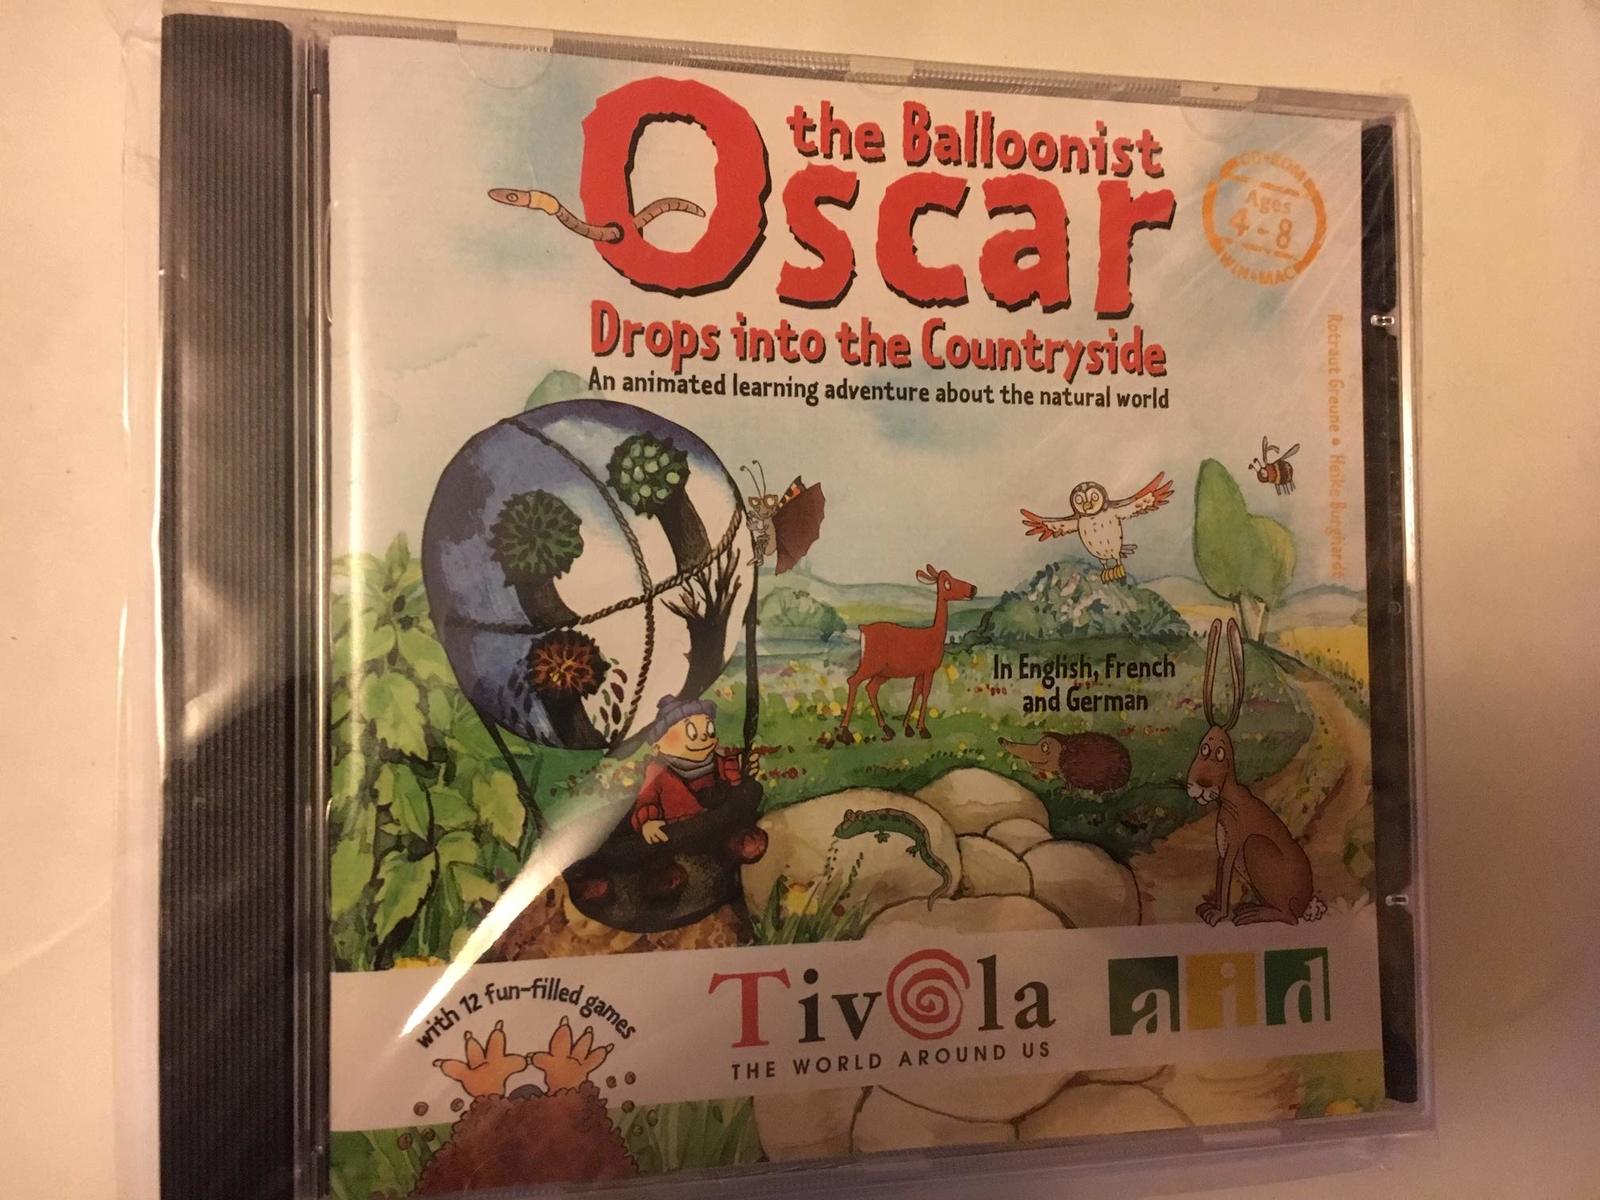 the Balloonist
Oscar
Drops into the Countryside
An animated learning adventure about the natural world
CD-ROM
Ages
4-8
WIN+MAC
Rotraut Greune • Heike Burghardt
In English, French
and German
with 12 fun-filled games
Tivola
THE WORLD AROUND US
aid